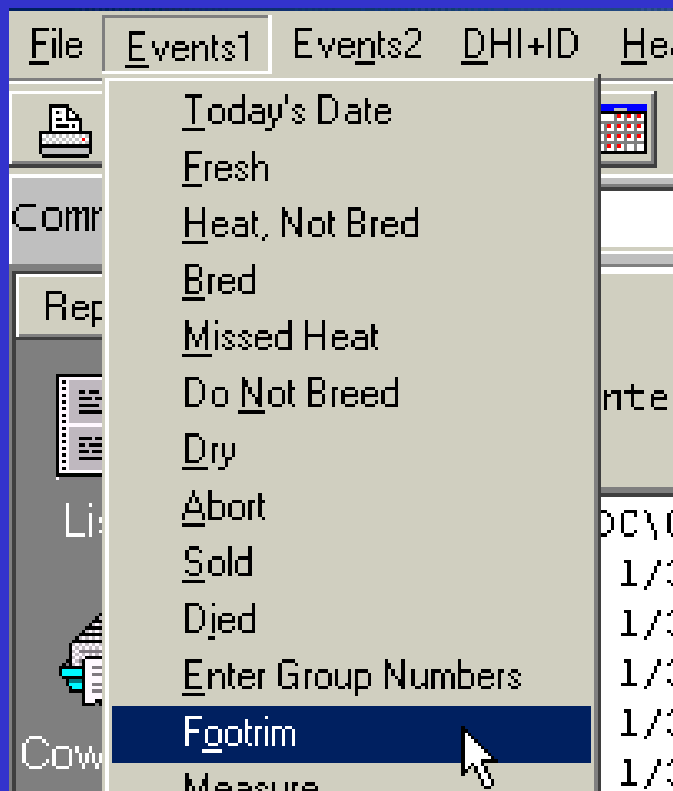 File Events1 Events2 DHI+ID
Today's Date
Fresh
Heat, Not Bred
Bred
Missed Heat
Do Not Breed
Dry
Abort
Sold
Died
Enter Group Numbers
Footrim
Measure